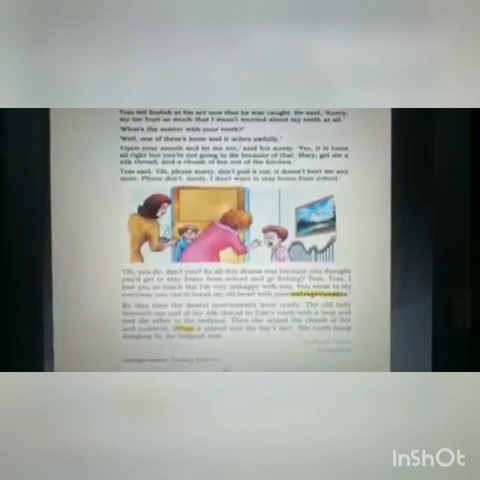 Tom felt foolish at his act now that he was caught. He said, 'Aunty,
my toe hurt so much that I wasn't worried about my tooth at all.'
'What's the matter with your tooth?'
'Well, one of them's loose and it aches awfully.'
'Open your mouth and let me see,' said his aunty. 'Yes, it is loose
all right but you're not going to die because of that. Mary, get me a
silk thread, and a chunk of fire out of the kitchen.'
Tom said, 'Oh, please aunty, don't pull it out, it doesn't hurt me any
more. Please don't, aunty. I don't want to stay home from school.'
'Oh, you do, don't you? So all this drama was because you thought
you'd get to stay home from school and go fishing? Tom, Tom, I
love you so much but I'm very unhappy with you. You seem to try
everyway you can to break my old heart with your outrageousness.'
By this time the dental instruments were ready. The old lady
fastened one end of the silk thread to Tom's tooth with a loop and
tied the other to the bedpost. Then she seized the chunk of fire
and suddenly thrust it almost into the boy's face. The tooth hung
dangling by the bedpost now.
Mark Twain
outrageousness
InShOt